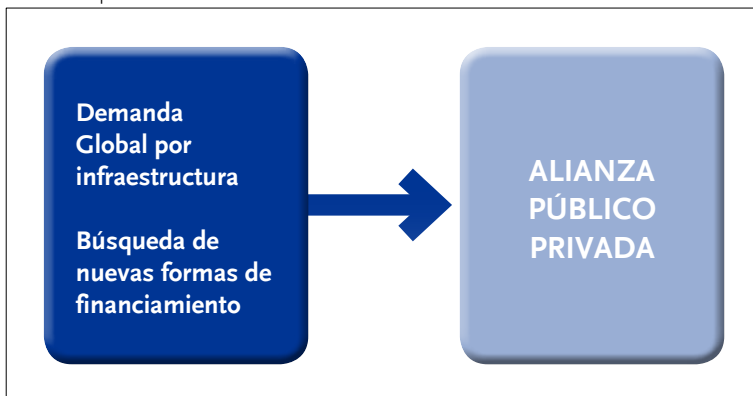 Demanda
Global por
infraestructura
Búsqueda de
nuevas formas de
financiamiento
ALIANZA
PÚBLICO
PRIVADA